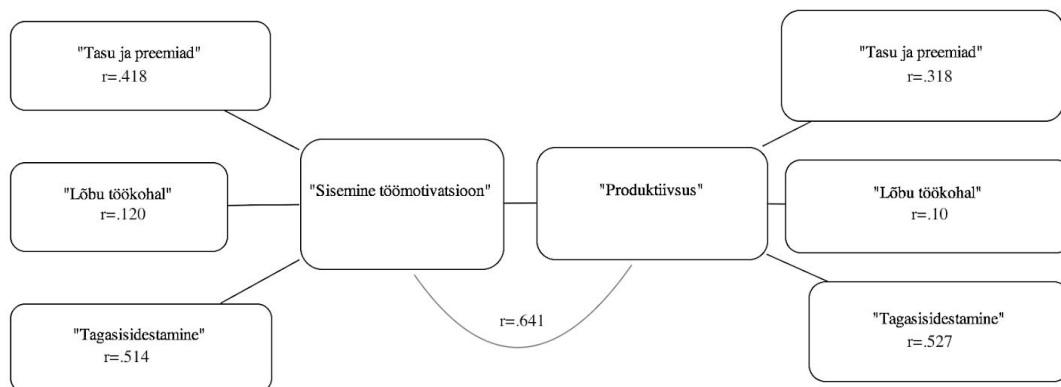 "Tasu ja preemiad"
r=.418
"Lõbu töökohal"
r=.120
"Tagasisidestamine"
r=.514
"Sisemine töömotivatsioon"
r=.641
"Produktiivsus"
"Tasu ja preemiad"
r=.318
"Lõbu töökohal"
r=.10
"Tagasisidestamine"
r=.527